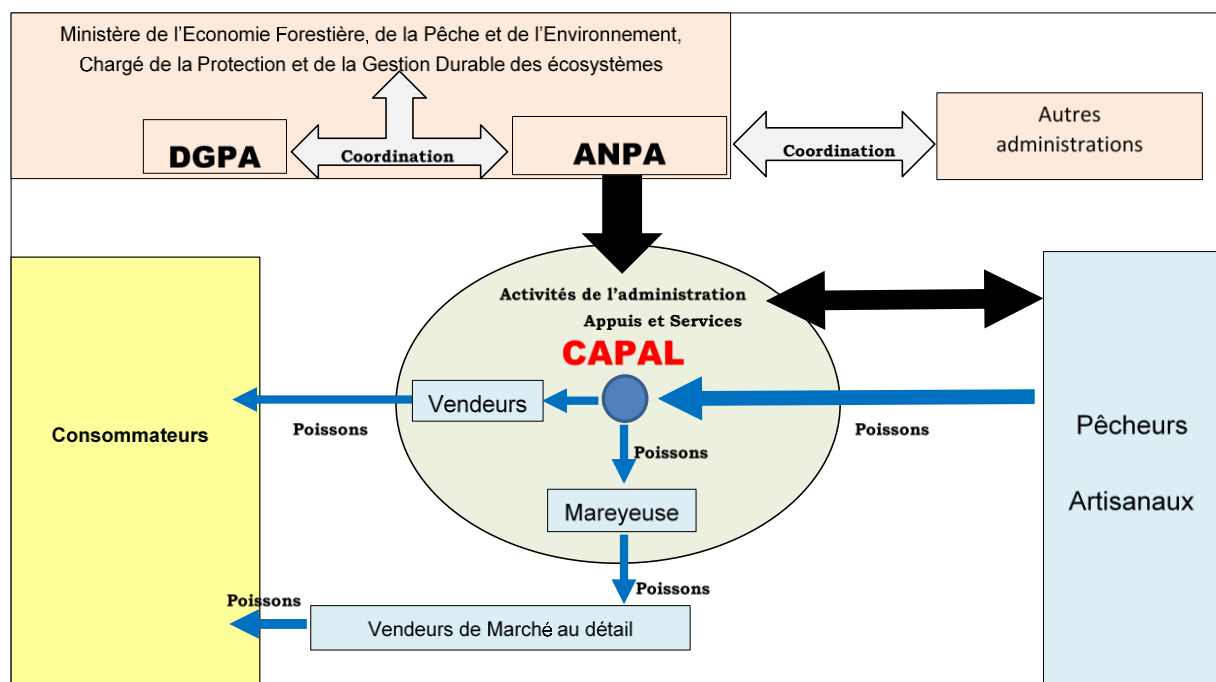 Ministère de l'Economie Forestière, de la Pêche et de l'Environnement,
Chargé de la Protection et de la Gestion Durable des écosystèmes
DGPA
Coordination
ANPA
Coordination
Autres
administrations
Activités de l'administration
Appuis et Services
CAPAL
Vendeurs
Poissons
Consommateurs
Poissons
Poissons
Pêcheurs
Artisanaux
Mareyeuse
Poissons
Poissons
Vendeurs de Marché au détail